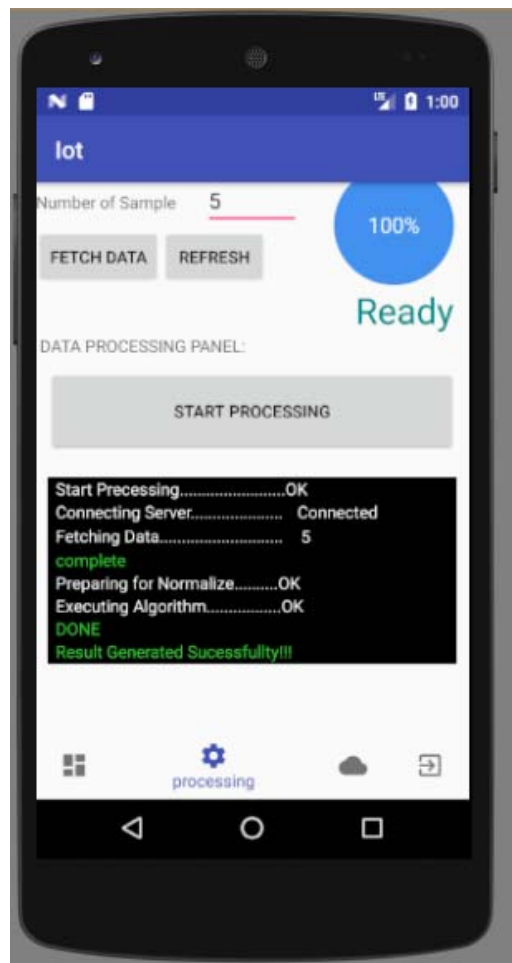 LTE 1:00
Iot
Number of Sample 5
100%
FETCH DATA REFRESH
Ready
DATA PROCESSING PANEL:
START PROCESSING
Start Precessing..........................OK
Connecting Server....................... Connected
Fetching Data............................... 5
complete
Preparing for Normalize...........OK
Executing Algorithm..................OK
DONE
Result Generated Sucessfullty!!!
processing